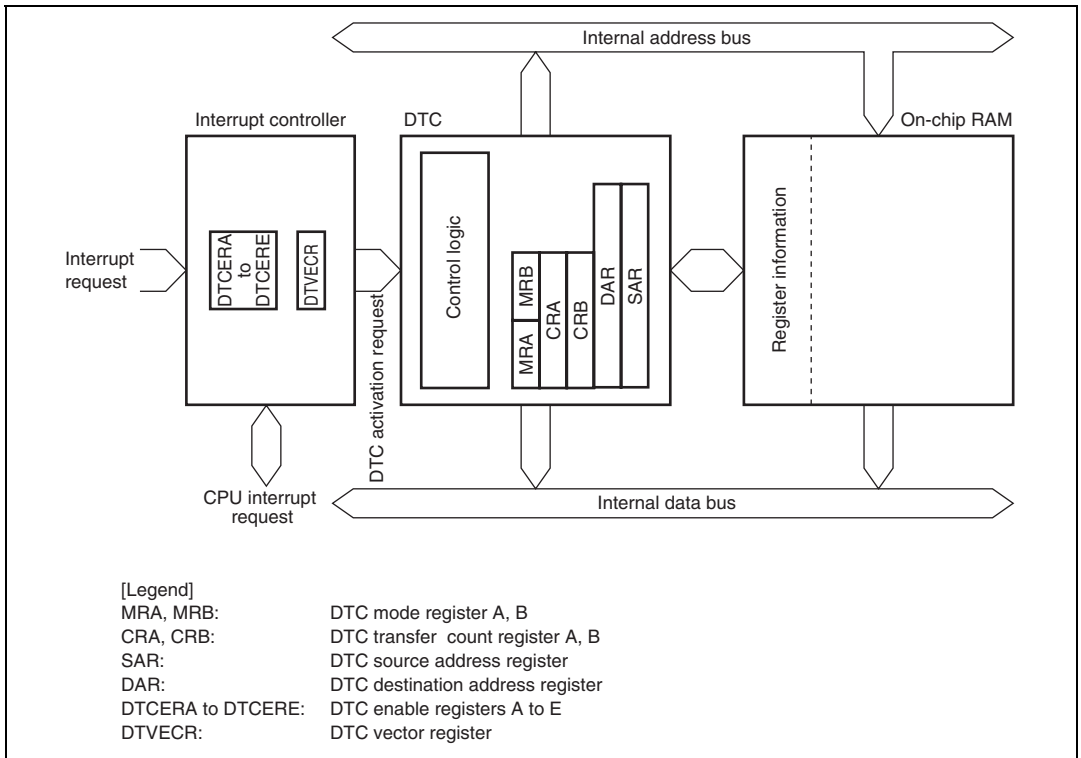 Internal address bus
Interrupt controller
DTC
On-chip RAM
Interrupt
request
DTCERA
to
DTCERE
DTVECR
DTC activation request
Control logic
MRA
MRB
CRA
CRB
DAR
SAR
Register information
CPU interrupt
request
Internal data bus
[Legend]
MRA, MRB: DTC mode register A, B
CRA, CRB: DTC transfer count register A, B
SAR: DTC source address register
DAR: DTC destination address register
DTCERA to DTCERE: DTC enable registers A to E
DTVECR: DTC vector register